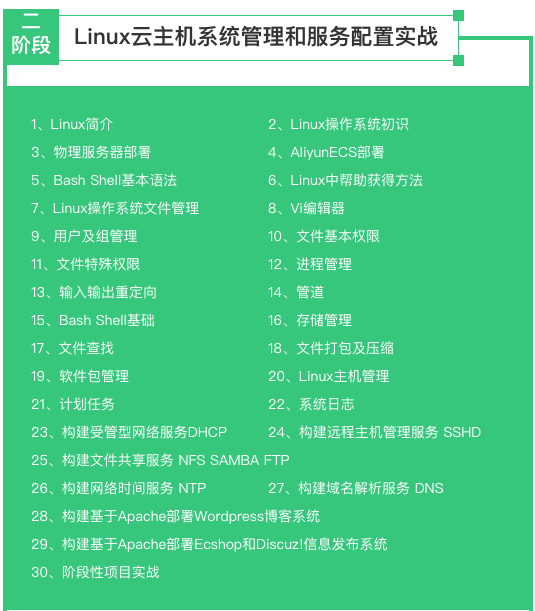 二
阶段
Linux云主机系统管理和服务配置实战
1、Linux简介
2、Linux操作系统初识
3、物理服务器部署
4、AliyunECS部署
5、Bash Shell基本语法
6、Linux中帮助获得方法
7、Linux操作系统文件管理
8、Vi编辑器
9、用户及组管理
10、文件基本权限
11、文件特殊权限
12、进程管理
13、输入输出重定向
14、管道
15、Bash Shell基础
16、存储管理
17、文件查找
18、文件打包及压缩
19、软件包管理
20、Linux主机管理
21、计划任务
22、系统日志
23、构建受管型网络服务DHCP
24、构建远程主机管理服务 SSHD
25、构建文件共享服务 NFS SAMBA FTP
26、构建网络时间服务 NTP
27、构建域名解析服务 DNS
28、构建基于Apache部署Wordpress博客系统
29、构建基于Apache部署Ecshop和Discuz!信息发布系统
30、阶段性项目实战